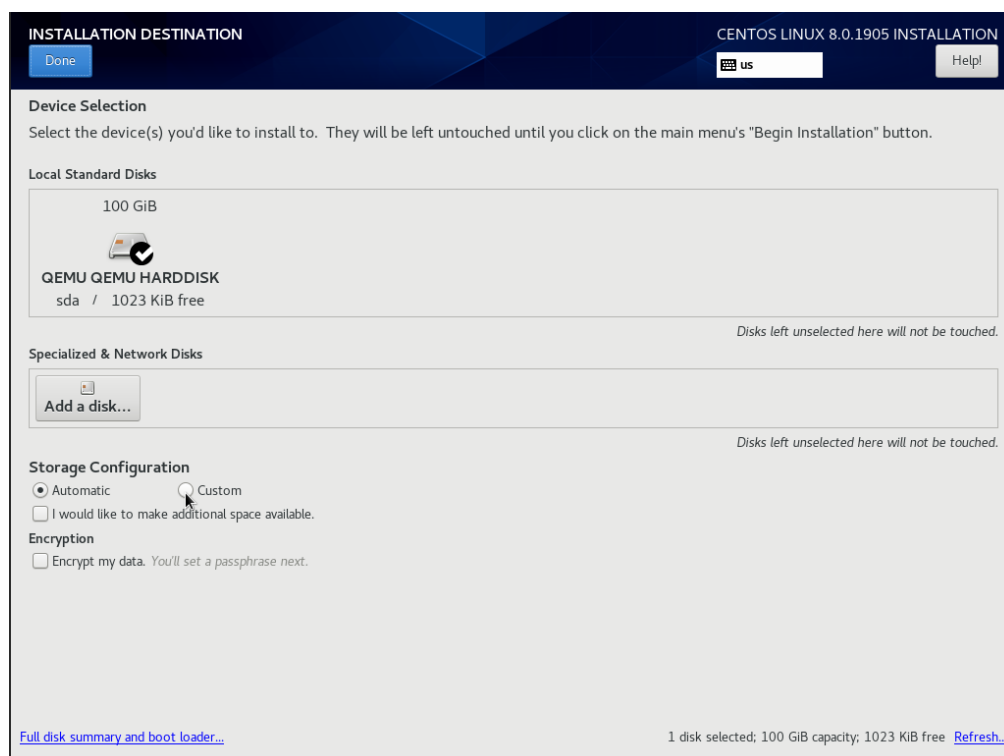 INSTALLATION DESTINATION
CENTOS LINUX 8.0.1905 INSTALLATION
Done
us
Help!
Device Selection
Select the device(s) you'd like to install to. They will be left untouched until you click on the main menu's "Begin Installation" button.
Local Standard Disks
100 GiB
QEMU QEMU HARDDISK
sda / 1023 KiB free
Disks left unselected here will not be touched.
Specialized & Network Disks
Add a disk...
Disks left unselected here will not be touched.
Storage Configuration
Automatic Custom
I would like to make additional space available.
Encryption
Encrypt my data. You'll set a passphrase next.
Full disk summary and boot loader...
1 disk selected; 100 GiB capacity; 1023 KiB free Refresh..